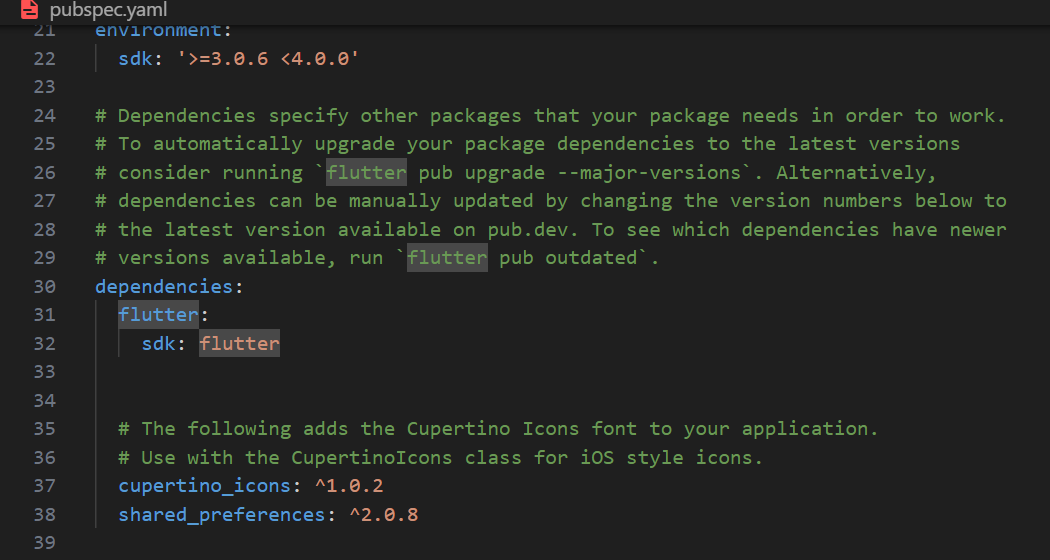 pubspec.yaml
21 environment:
22 sdk: '>=3.0.6 <4.0.0'
23
24 # Dependencies specify other packages that your package needs in order to work.
25 # To automatically upgrade your package dependencies to the latest versions
26 # consider running `flutter pub upgrade --major-versions`. Alternatively,
27 # dependencies can be manually updated by changing the version numbers below to
28 # the latest version available on pub.dev. To see which dependencies have newer
29 # versions available, run `flutter pub outdated`.
30 dependencies:
31 flutter:
32 sdk: flutter
33
34
35 # The following adds the Cupertino Icons font to your application.
36 # Use with the CupertinoIcons class for iOS style icons.
37 cupertino_icons: ^1.0.2
38 shared_preferences: ^2.0.8
39